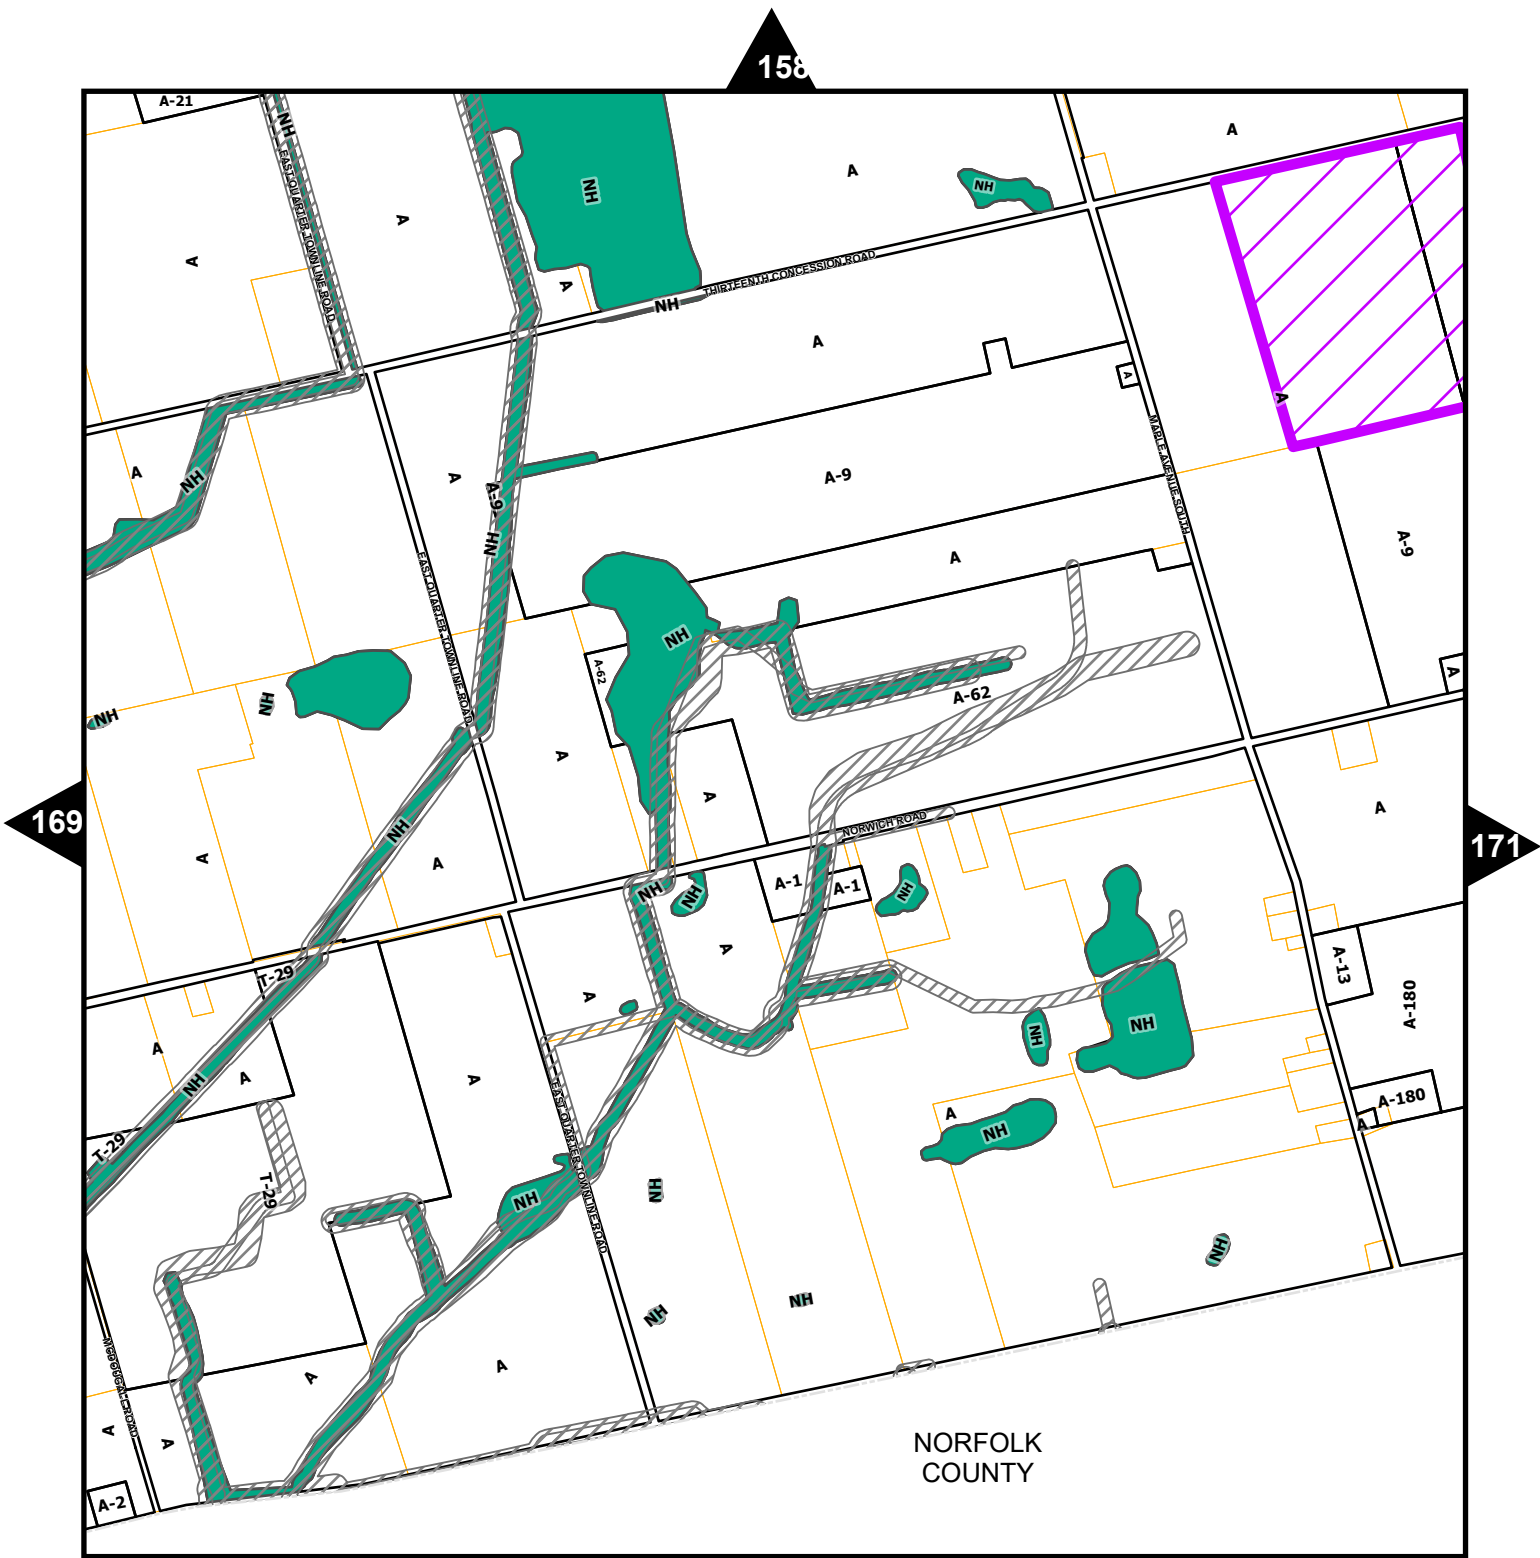 158
A-21
NH
EAST QUARTER TOWNLINE ROAD
A
A
NH
A
NH
A
A
A
NH
THIRTEENTH CONCESSION ROAD
A
A
A
MAPLE AVENUE SOUTH
A
NH
A
A-9
NH
A-9
A
A-9
EAST QUARTER TOWNLINE ROAD
NH
A-62
A-62
A
NH
NH
A
A
A
169
NH
NORWICH ROAD
171
A
A
A-1
A-1
NH
NH
NH
A
A-13
A-180
T-29
A
NH
NH
A
NH
A
A
T-29
EAST QUARTER TOWNLINE ROAD
A
NH
A-180
A
T-29
NH
NH
NH
NH
NH
MCDOUGALL ROAD
A
A
A
A
A-2
NORFOLK
COUNTY